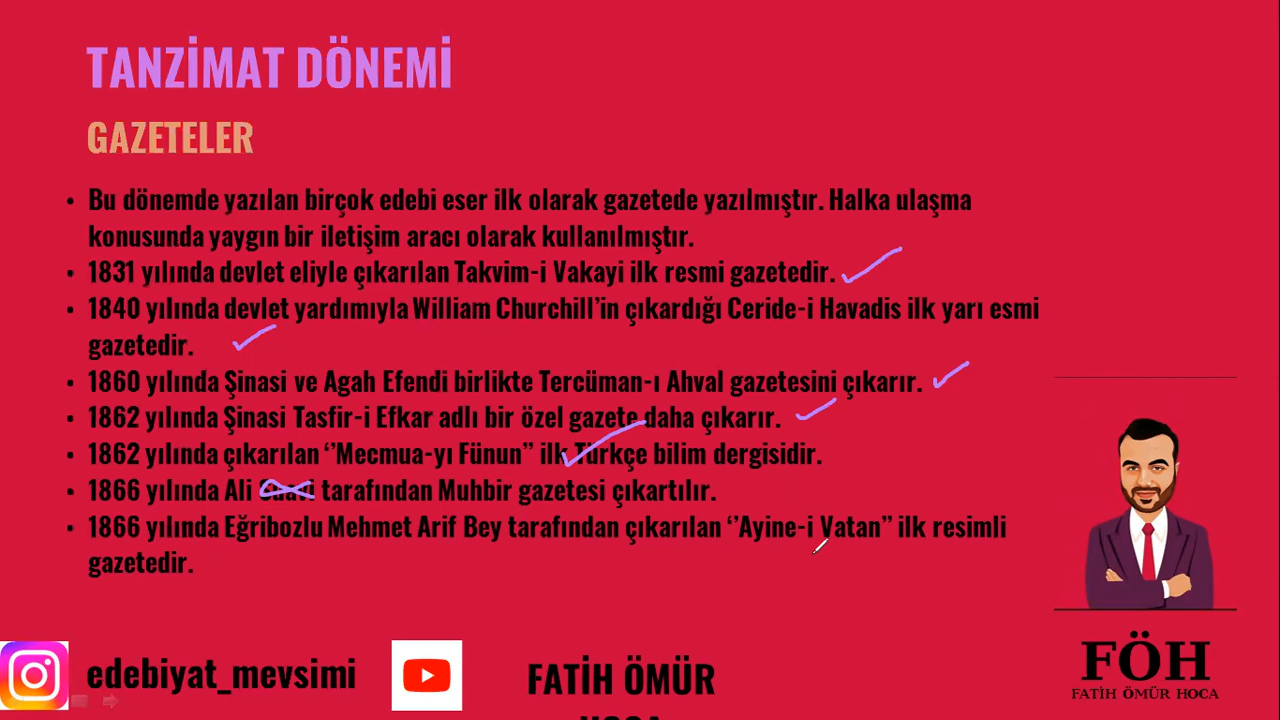 TANZİMAT DÖNEMİ
GAZETELER
• Bu dönemde yazılan birçok edebi eser ilk olarak gazetede yazılmıştır. Halka ulaşma
konusunda yaygın bir iletişim aracı olarak kullanılmıştır.
• 1831 yılında devlet eliyle çıkarılan Takvim-i Vakayi ilk resmi gazetedir.
• 1840 yılında devlet yardımıyla William Churchill’in çıkardığı Ceride-i Havadis ilk yarı esmi
gazetedir.
• 1860 yılında Şinasi ve Agah Efendi birlikte Tercüman-ı Ahval gazetesini çıkarır.
• 1862 yılında Şinasi Tasfir-i Efkar adlı bir özel gazete daha çıkarır.
• 1862 yılında çıkarılan ‘’Mecmua-yı Fünun’’ ilk Türkçe bilim dergisidir.
• 1866 yılında Ali tarafından Muhbir gazetesi çıkartılır.
• 1866 yılında Eğribozlu Mehmet Arif Bey tarafından çıkarılan ‘’Ayine-i Vatan’’ ilk resimli
gazetedir.
FÖH
FATİH ÖMÜR HOCA
edebiyat_mevsimi
FATİH ÖMÜR